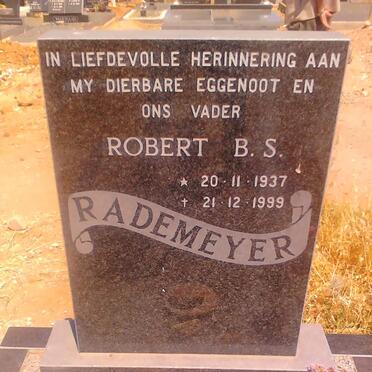 IN LIEFDEVOLLE HERINNERING AAN
MY DIERBARE EGGENOOT EN
ONS VADER
ROBERT B. S.
★ 20-11-1937
† 21-12-1999
RADEMEYER